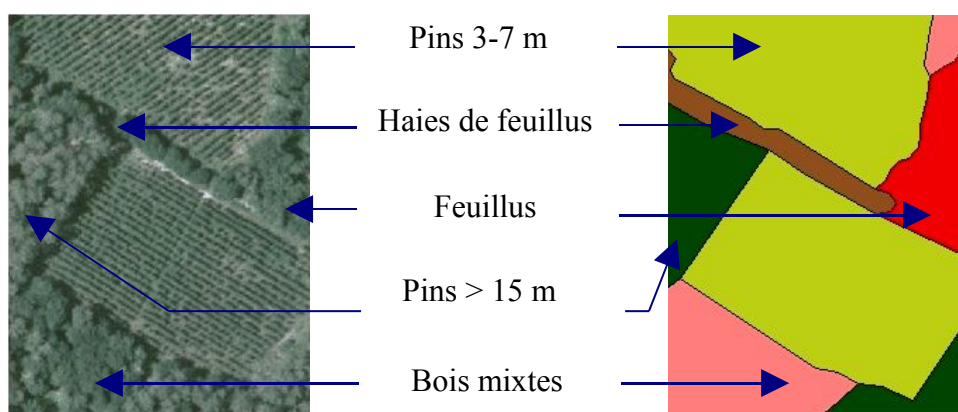 Pins 3-7 m
Haies de feuillus
Feuillus
Pins > 15 m
Bois mixtes